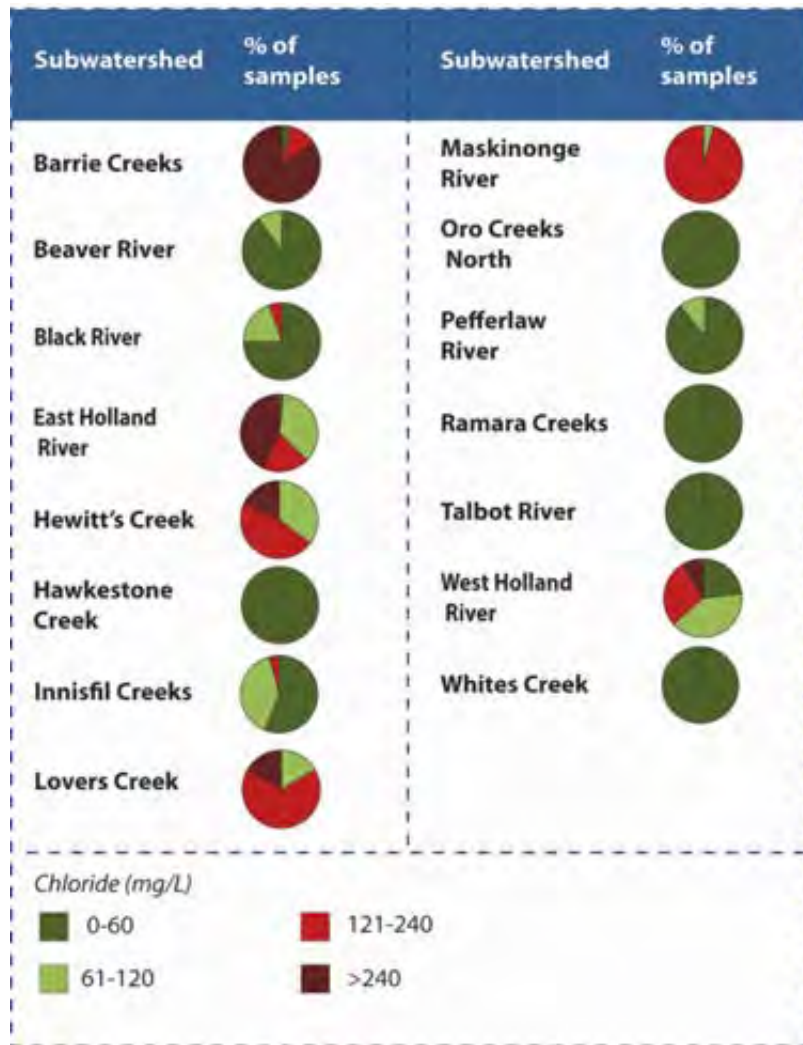 Subwatershed
% of
samples
Barrie Creeks
Beaver River
Black River
East Holland
River
Hewitt's Creek
Hawkestone
Creek
Innisfil Creeks
Lovers Creek
Subwatershed
% of
samples
Maskinonge
River
Oro Creeks
North
Pefferlaw
River
Ramara Creeks
Talbot River
West Holland
River
Whites Creek
Chloride (mg/L)
0-60
61-120
121-240
>240